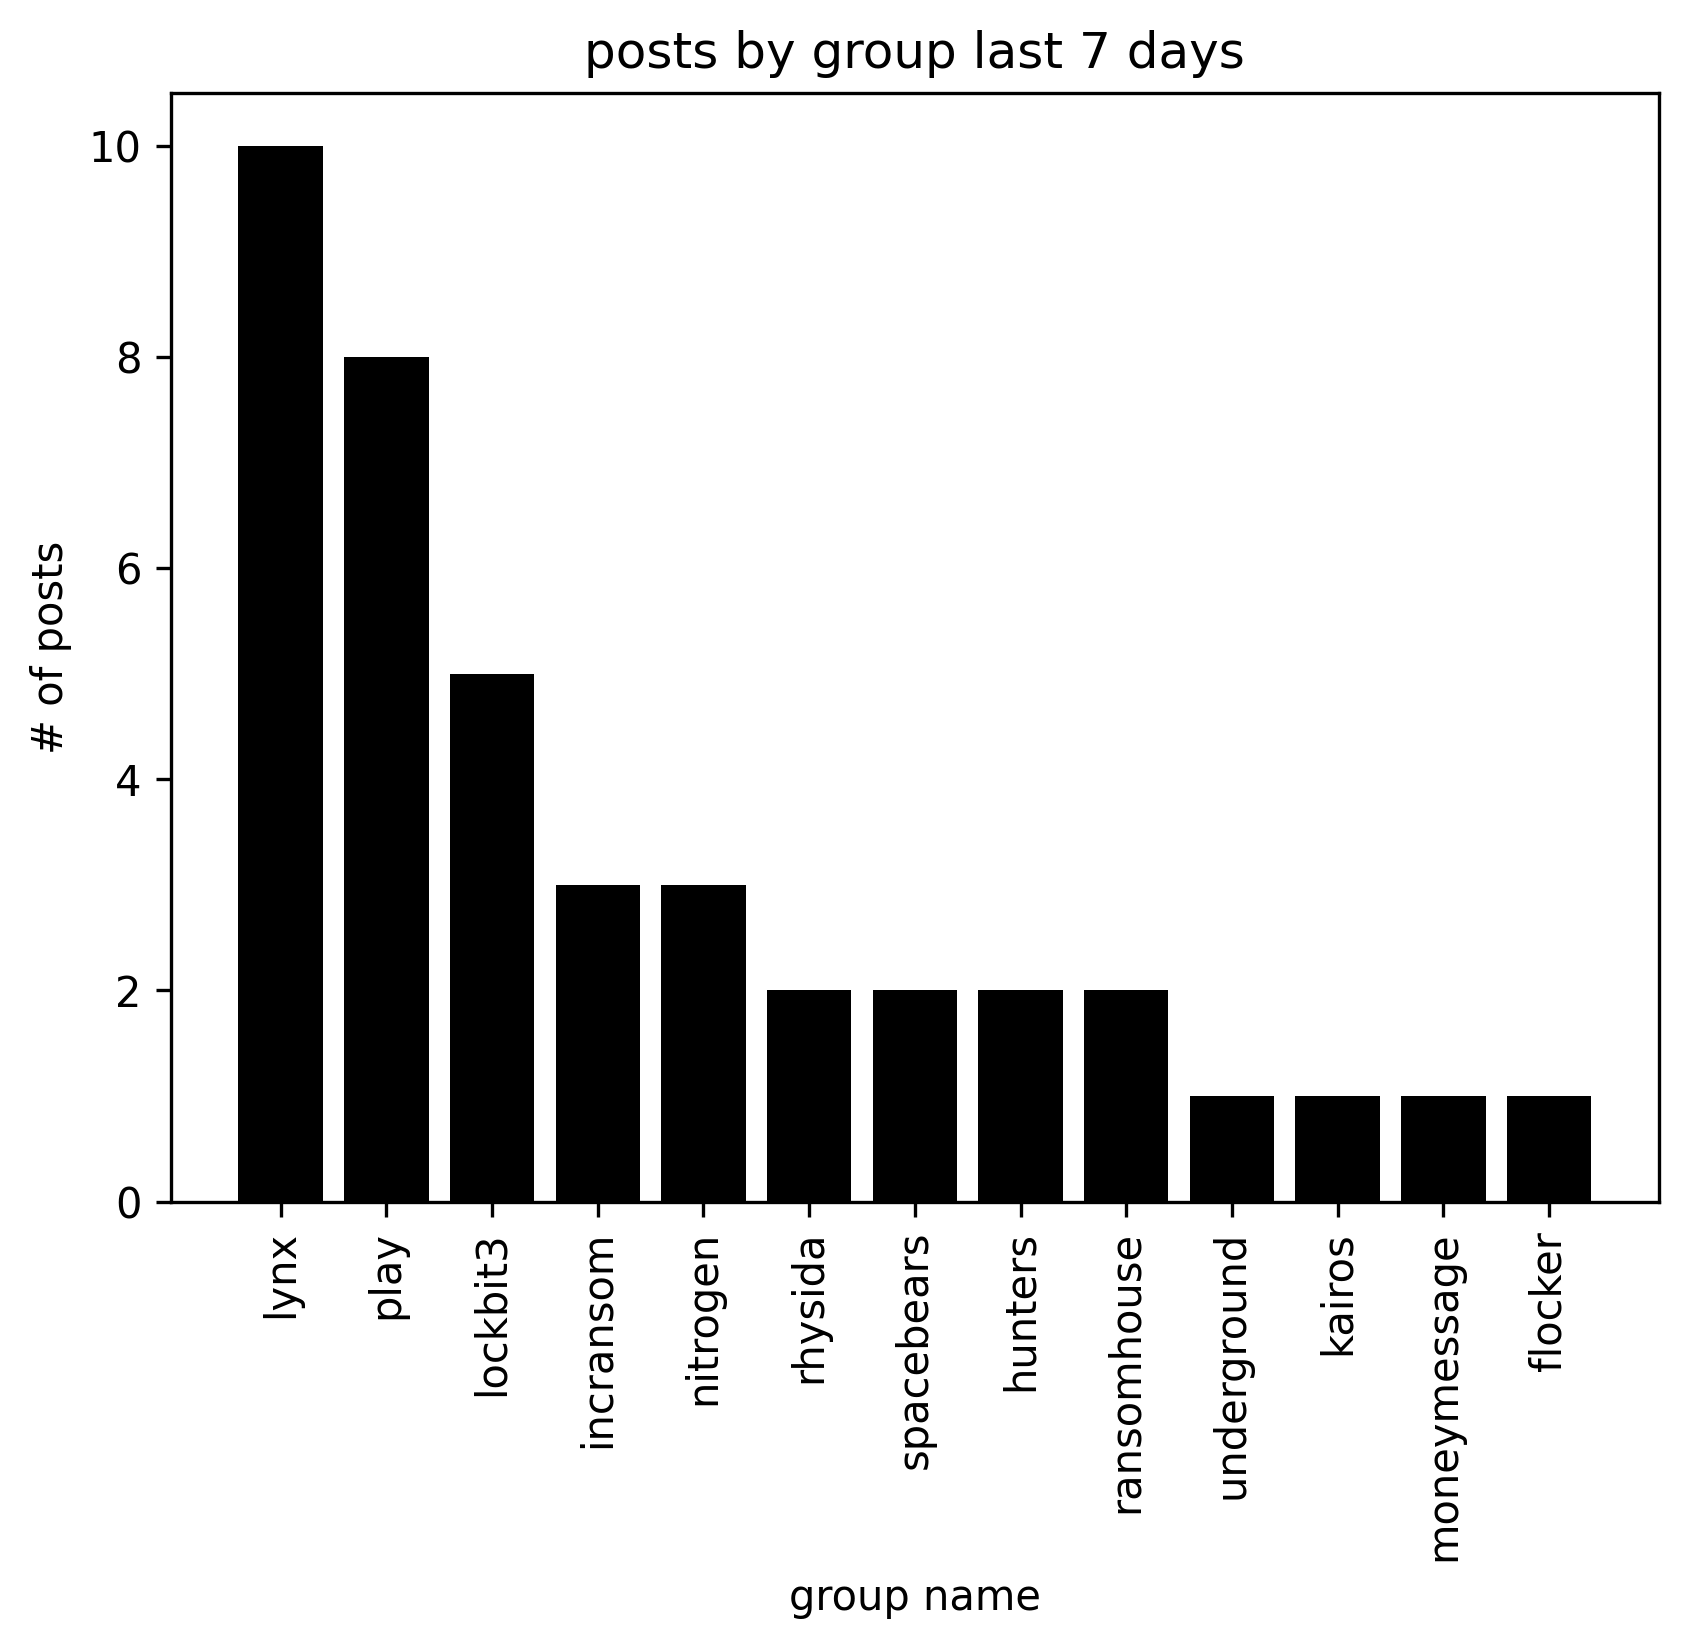 posts by group last 7 days
10
8
6
4
2
0
# of posts
lynx
play
lockbit3
incransom
nitrogen
rhysida
spacebears
hunters
ransomhouse
underground
kairos
moneymessage
flocker
group name